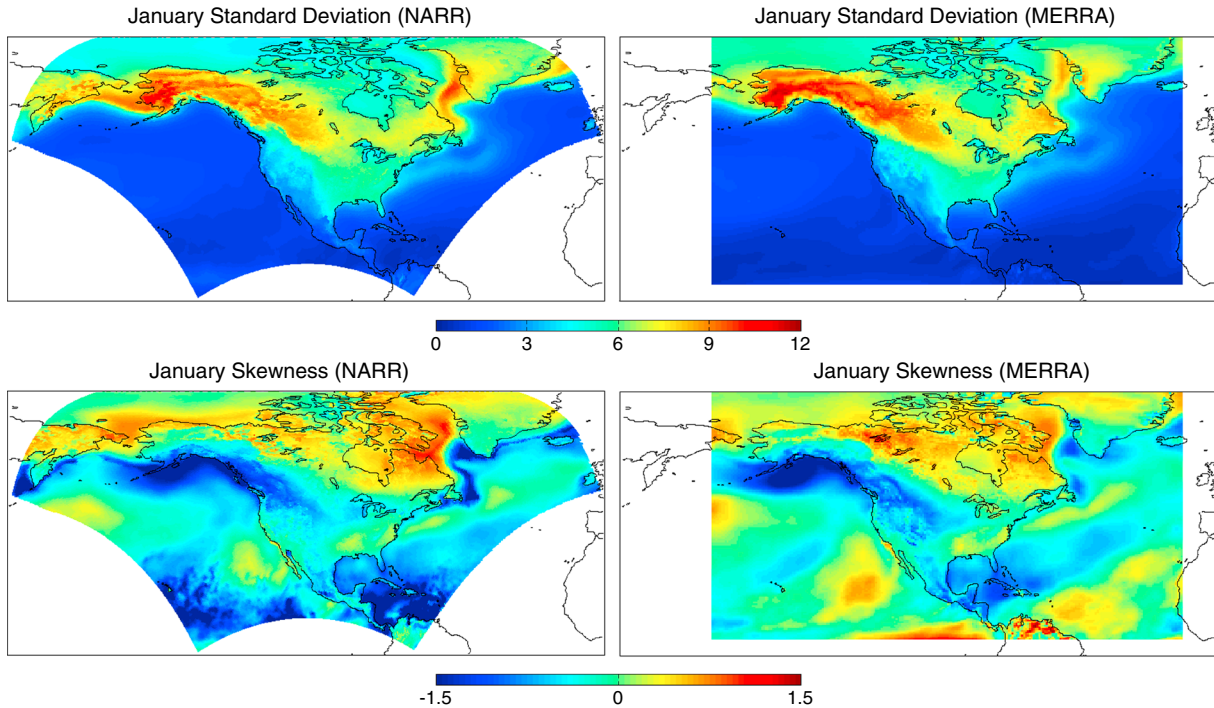 January Standard Deviation (NARR)
January Standard Deviation (MERRA)
0 3 6 9 12
January Skewness (NARR)
January Skewness (MERRA)
-1.5 0 1.5